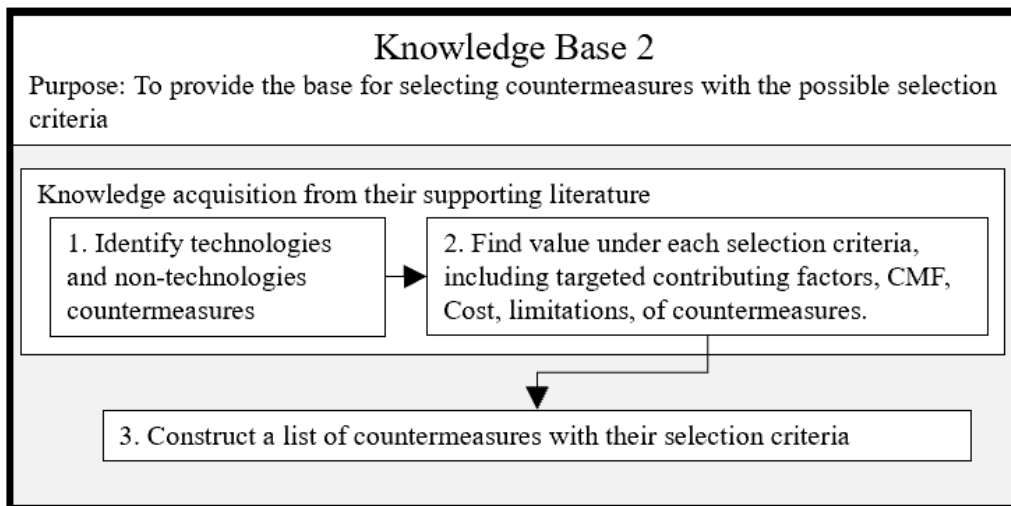 Knowledge Base 2
Purpose: To provide the base for selecting countermeasures with the possible selection
criteria
Knowledge acquisition from their supporting literature
1. Identify technologies
and non-technologies
countermeasures
2. Find value under each selection criteria,
including targeted contributing factors, CMF,
Cost, limitations, of countermeasures.
3. Construct a list of countermeasures with their selection criteria